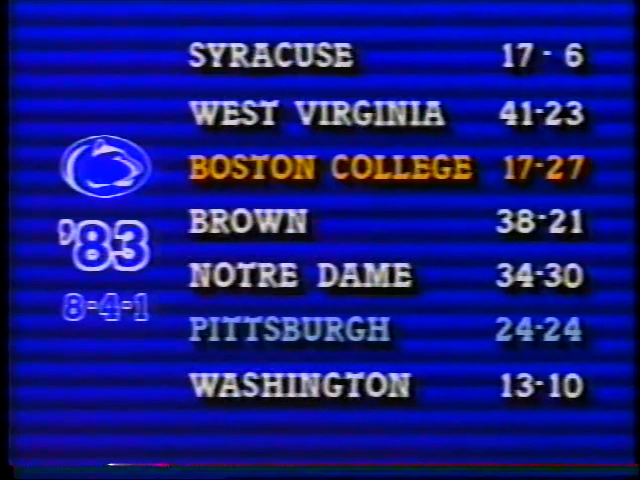 SYRACUSE 17 - 6
WEST VIRGINIA 41-23
BOSTON COLLEGE 17-27
'83
BROWN 38-21
NOTRE DAME 34-30
8-4-1
PITTSBURGH 24-24
WASHINGTON 13-10